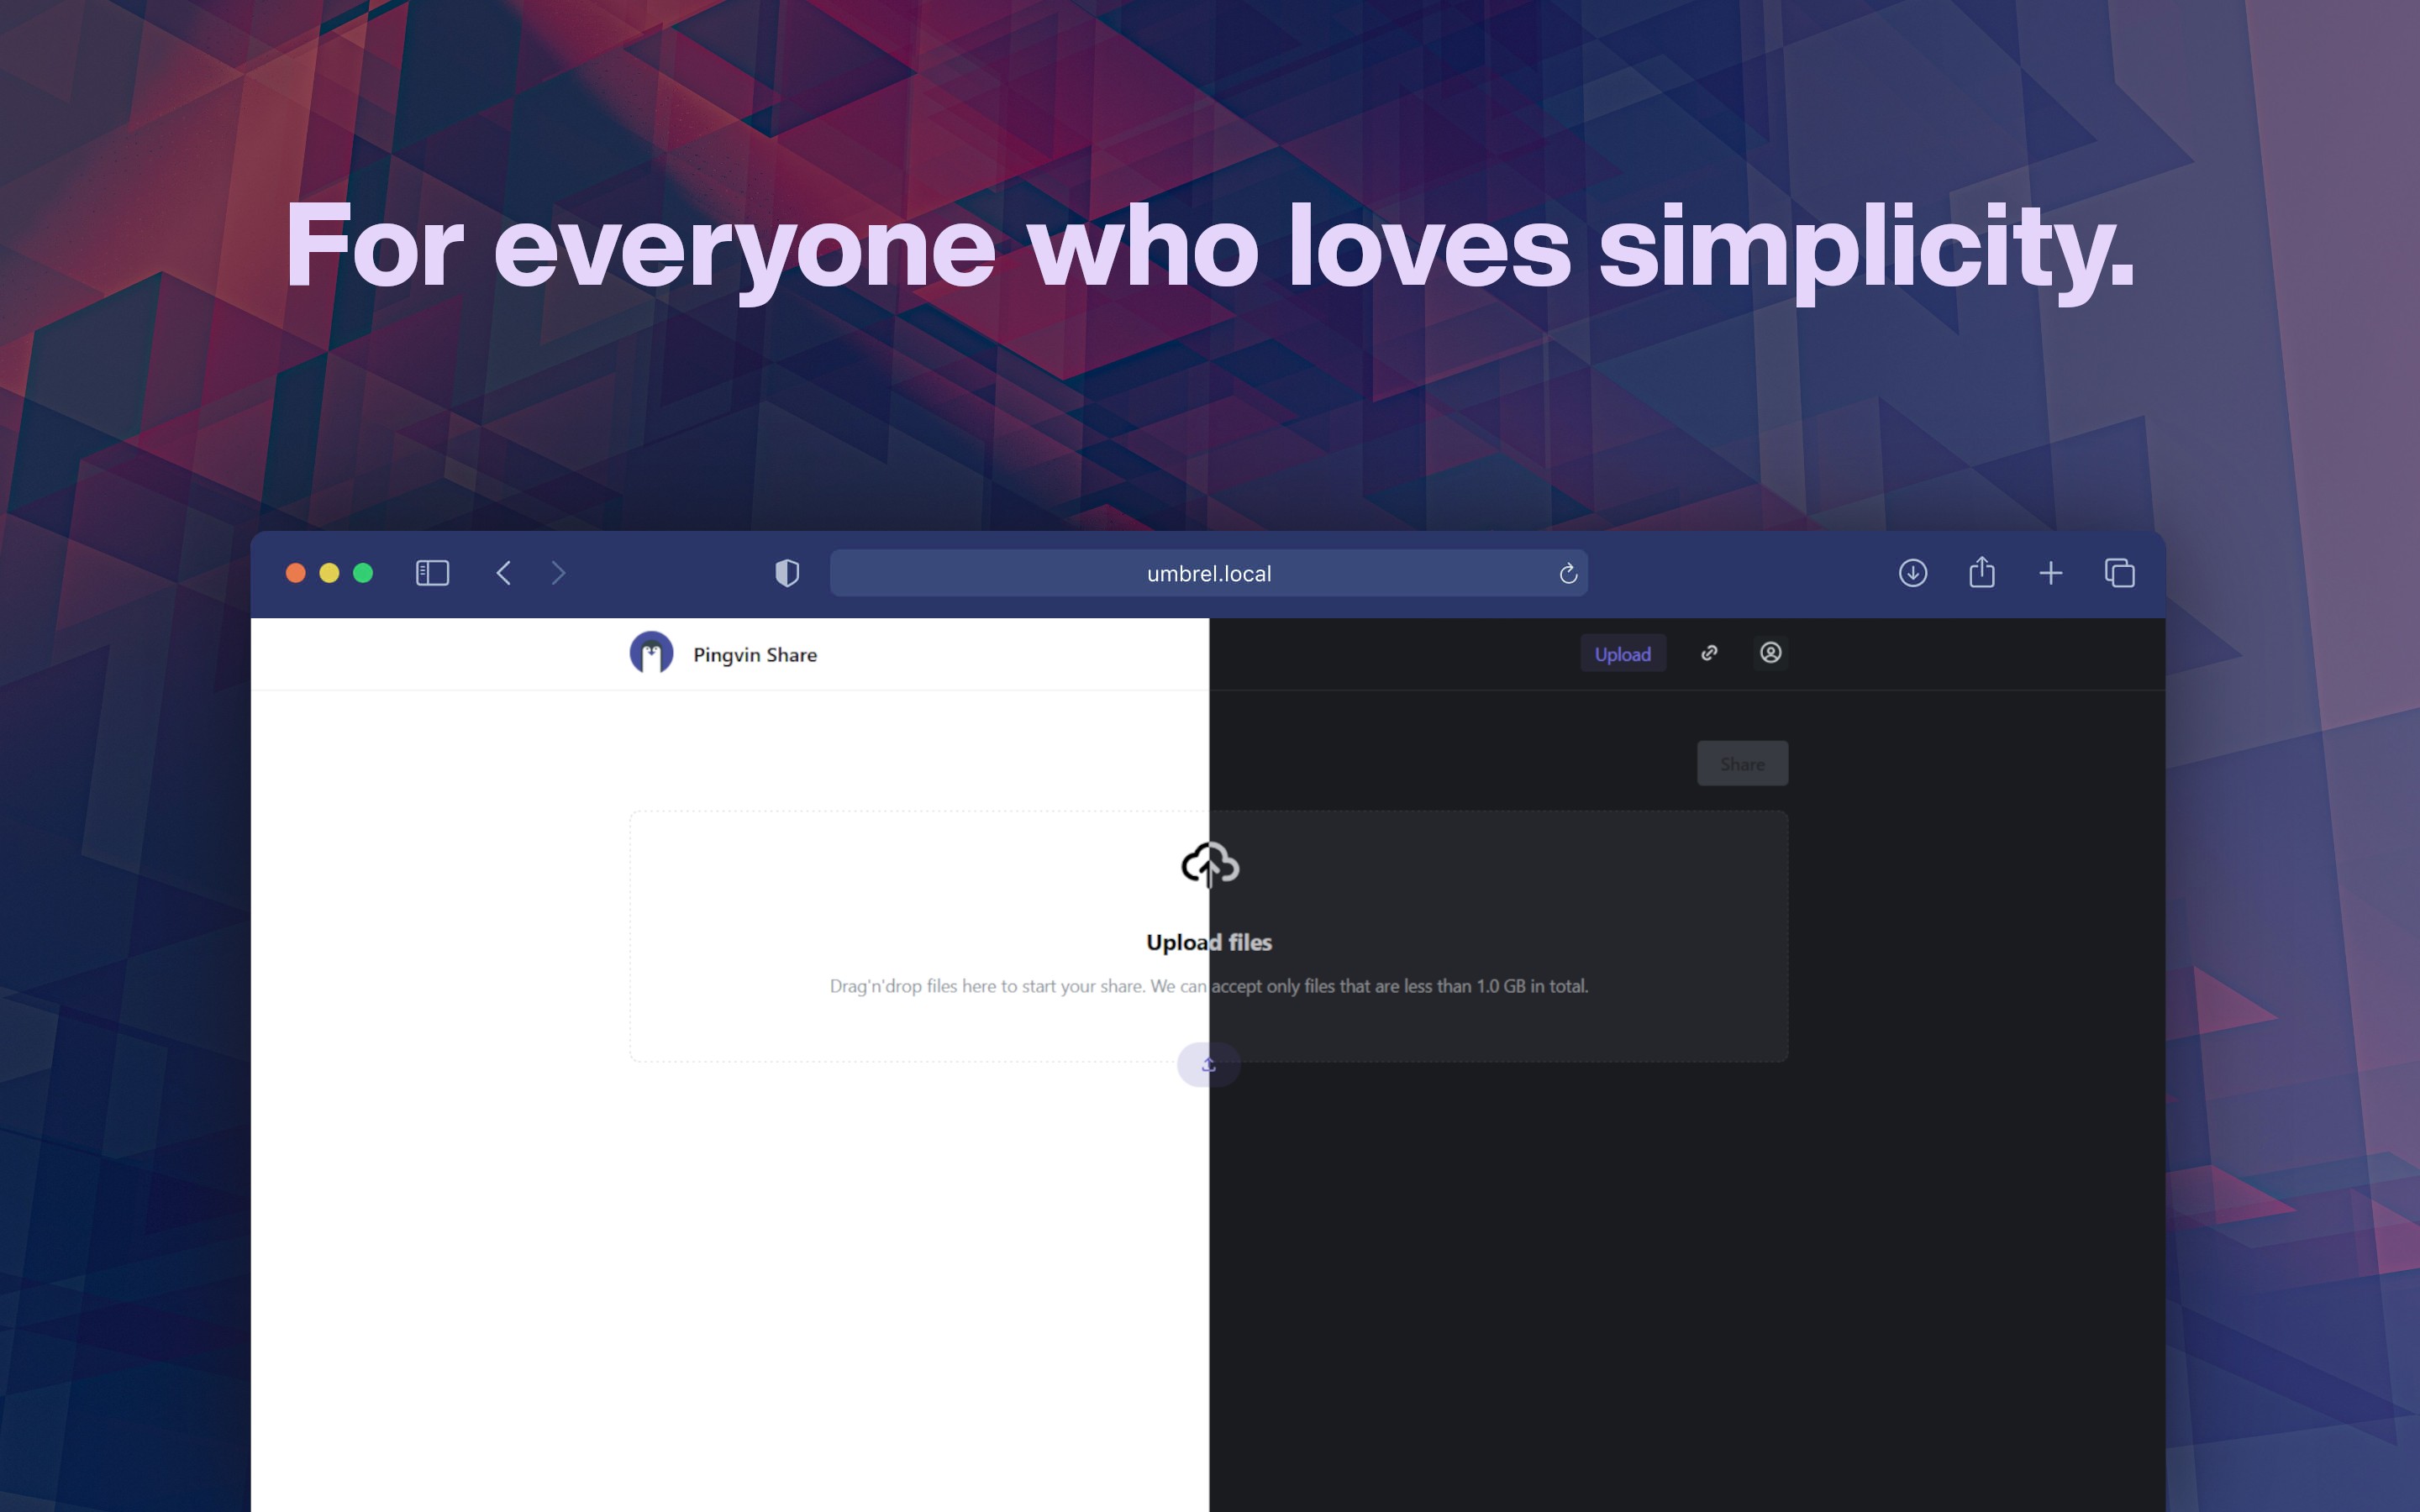 For everyone who loves simplicity.
umbrel.local
Pingvin Share
Upload
Share
Upload files
Drag'n'drop files here to start your share. We can accept only files that are less than 1.0 GB in total.